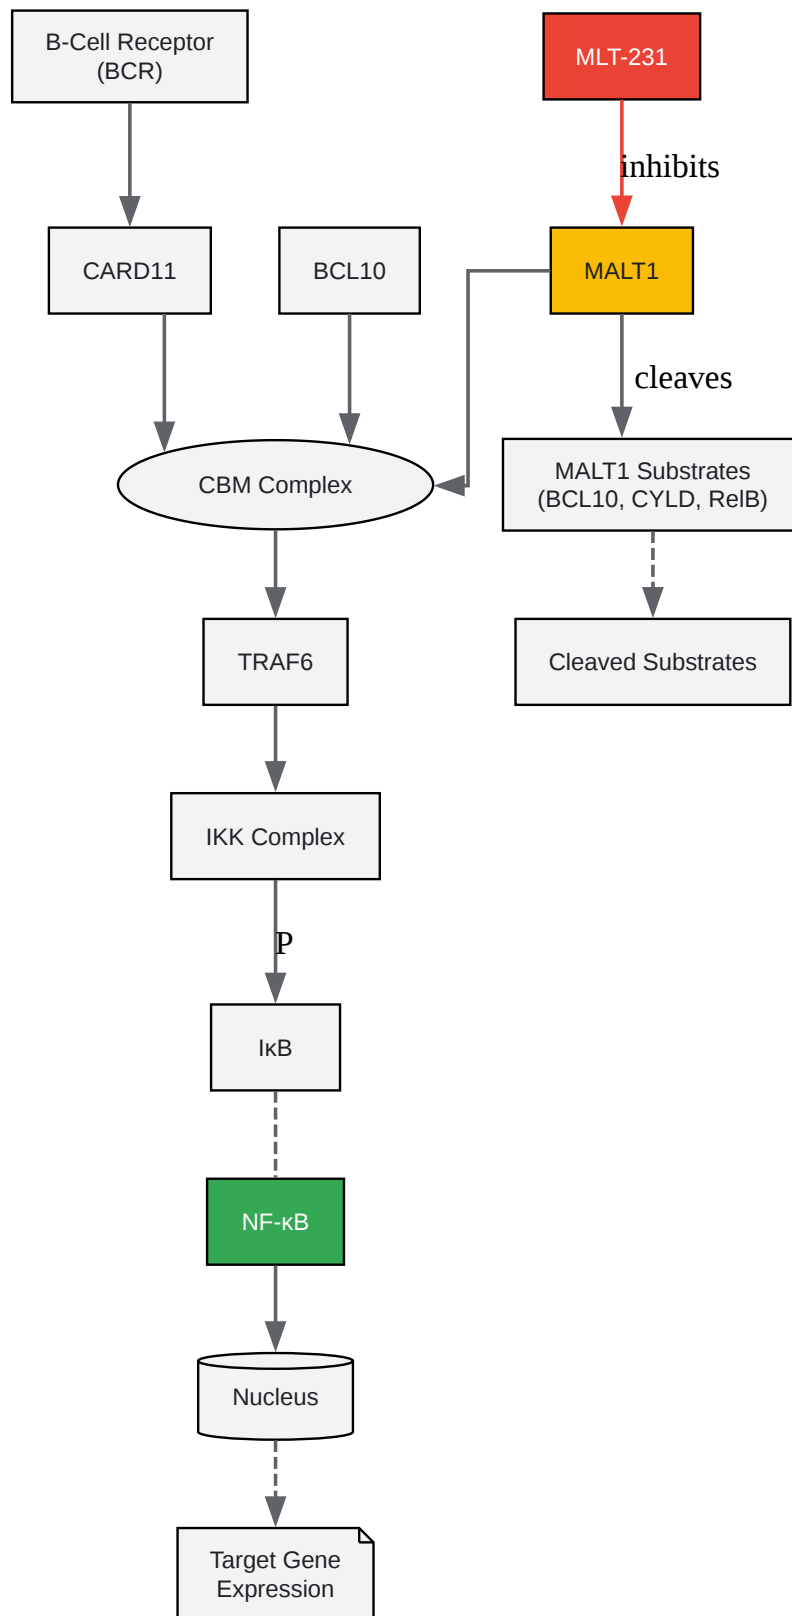 B-Cell Receptor
(BCR)
MLT-231
inhibits
CARD11
BCL10
MALT1
cleaves
CBM Complex
MALT1 Substrates
(BCL10, CYLD, RelB)
TRAF6
Cleaved Substrates
IKK Complex
P
IκB
NF-κB
Nucleus
Target Gene
Expression